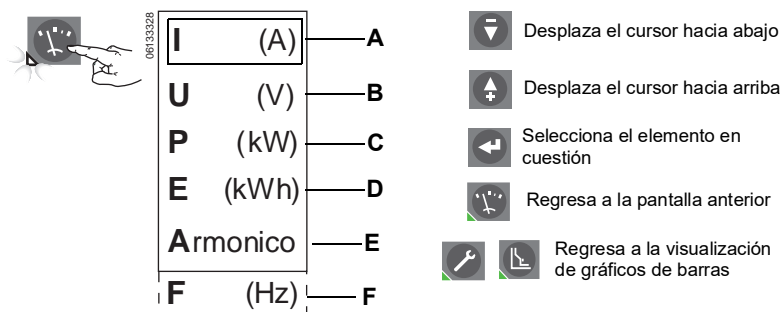 06133328
I (A) A
U (V) B
P (kW) C
E (kWh) D
Armonico E
F (Hz) F
Desplaza el cursor hacia abajo
Desplaza el cursor hacia arriba
Selecciona el elemento en
cuestión
Regresa a la pantalla anterior
Regresa a la visualización
de gráficos de barras